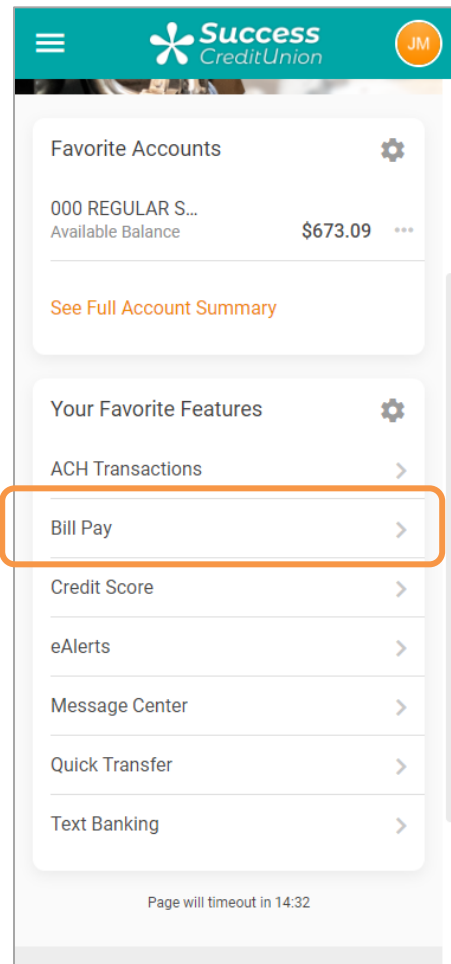 Success
CreditUnion
JM
Favorite Accounts
000 REGULAR S...
Available Balance
$673.09
See Full Account Summary
Your Favorite Features
ACH Transactions
Bill Pay
Credit Score
eAlerts
Message Center
Quick Transfer
Text Banking
Page will timeout in 14:32